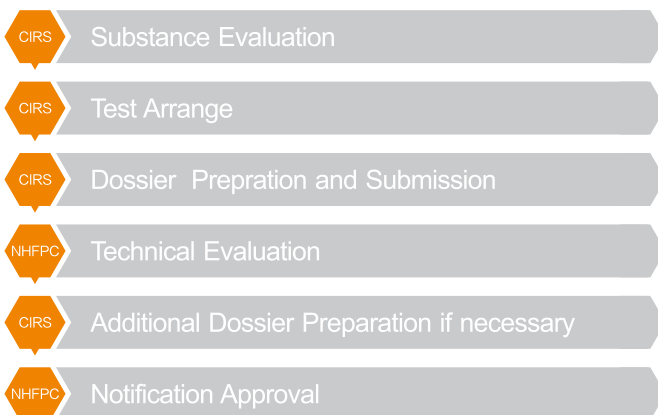 CIRS Substance Evaluation
CIRS Test Arrange
CIRS Dossier Prepration and Submission
NHFPC Technical Evaluation
CIRS Additional Dossier Preparation if necessary
NHFPC Notification Approval